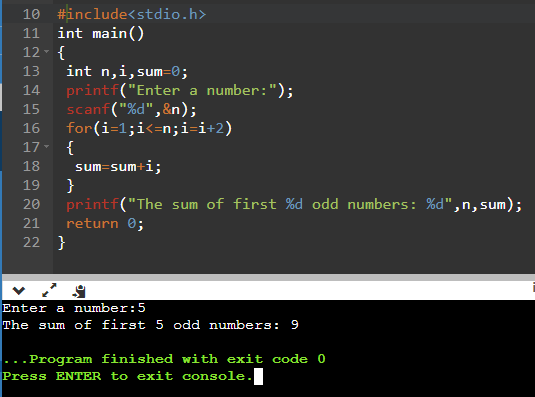 10 #include<stdio.h>
11 int main()
12 {
13 int n,i,sum=0;
14 printf("Enter a number:");
15 scanf("%d",&n);
16 for(i=1;i<=n;i=i+2)
17 {
18 sum=sum+i;
19 }
20 printf("The sum of first %d odd numbers: %d",n,sum);
21 return 0;
22 }
Enter a number:5
The sum of first 5 odd numbers: 9
...Program finished with exit code 0
Press ENTER to exit console.